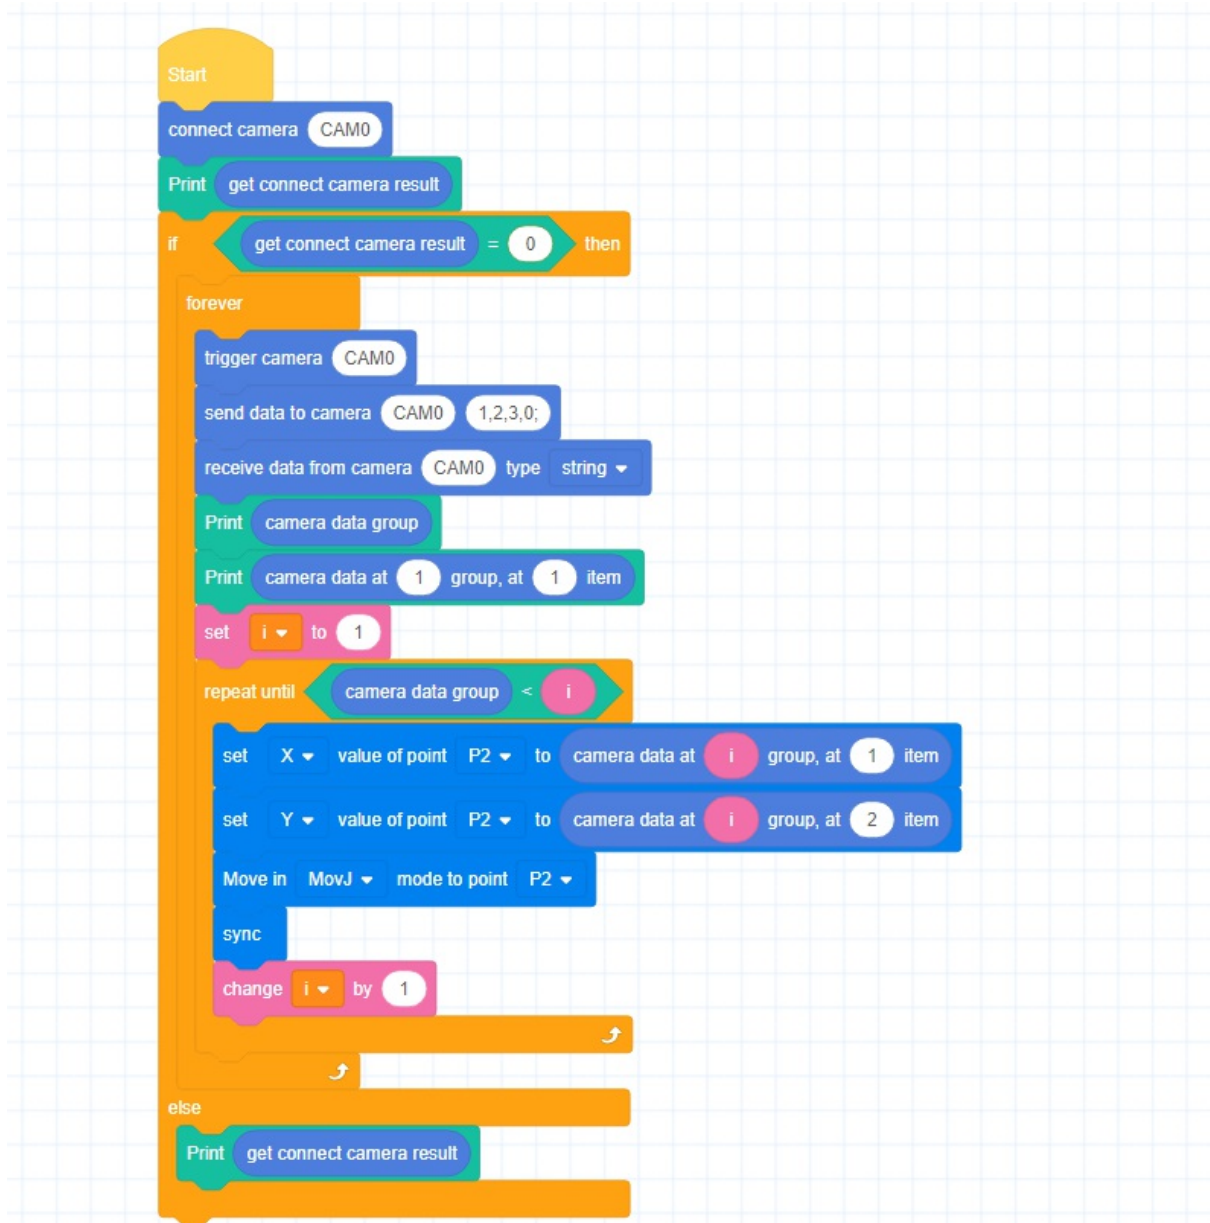 Start
connect camera CAM0
Print get connect camera result
if get connect camera result = 0 then
forever
trigger camera CAM0
send data to camera CAM0 1,2,3,0;
receive data from camera CAM0 type string
Print camera data group
Print camera data at 1 group, at 1 item
set i to 1
repeat until camera data group < i
set X value of point P2 to camera data at i group, at 1 item
set Y value of point P2 to camera data at i group, at 2 item
Move in MovJ mode to point P2
sync
change i by 1
else
Print get connect camera result